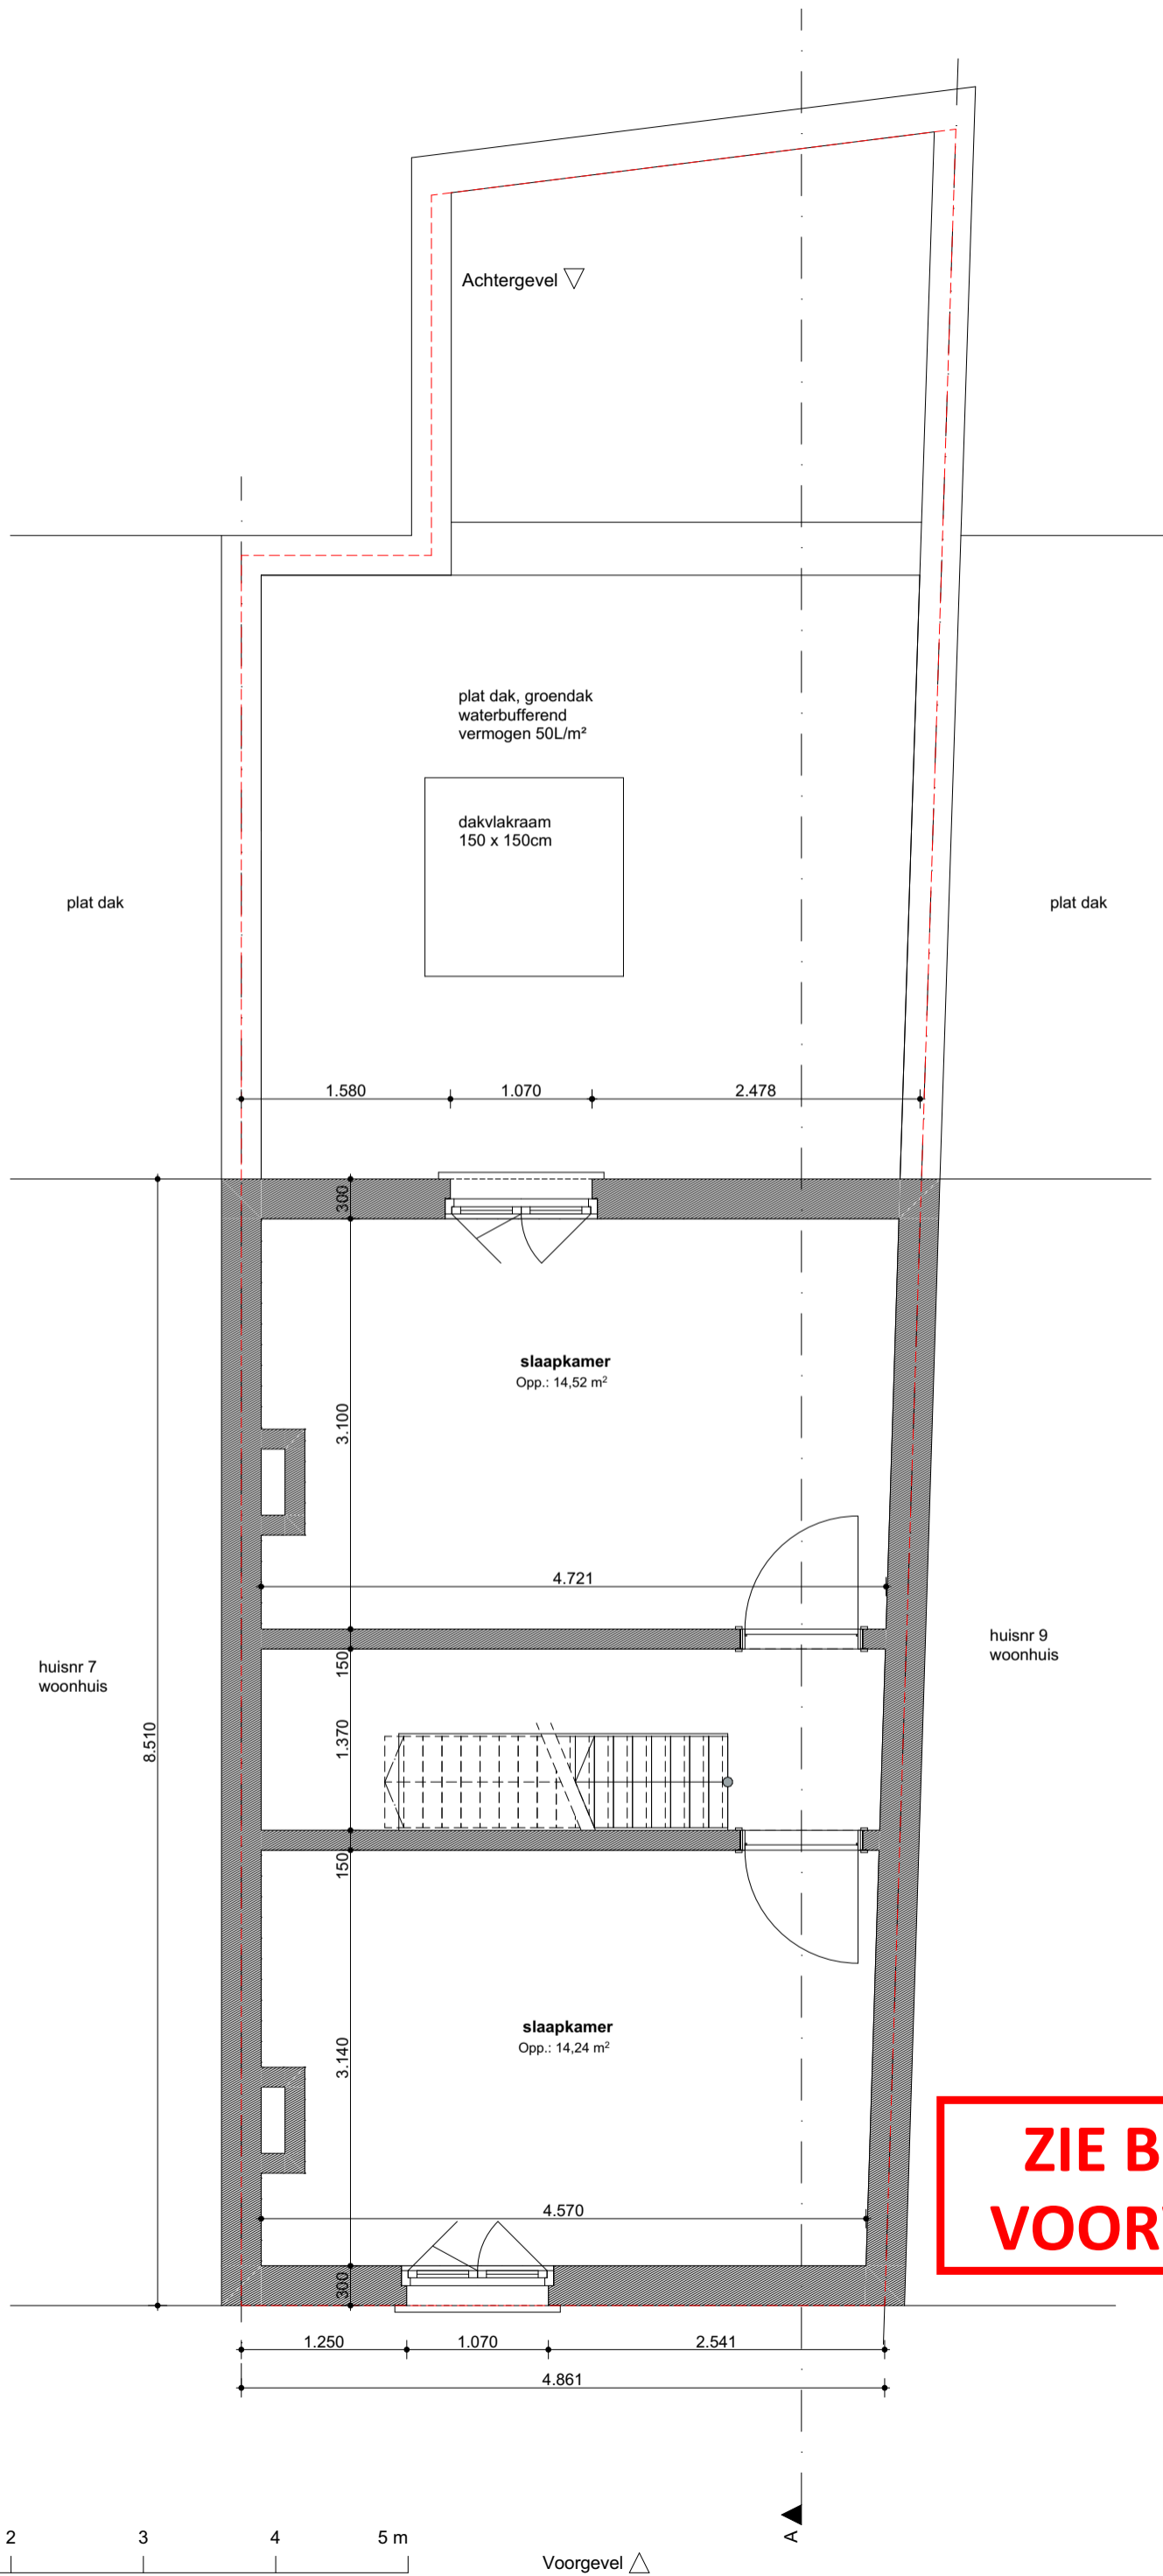 Achtergevel
plat dak, groendak
waterbufferend
vermogen 50L/m²
dakvlakraam
150 x 150cm
plat dak
plat dak
1.580
1.070
2.478
300
slaapkamer
Opp.: 14,52 m²
3.100
4.721
huisnr 9
woonhuis
huisnr 7
woonhuis
150
8.510
1.370
150
slaapkamer
Opp.: 14,24 m²
3.140
ZIE B
VOOR
4.570
300
1.250
1.070
2.541
4.861
A
2
3
4
5 m
Voorgevel